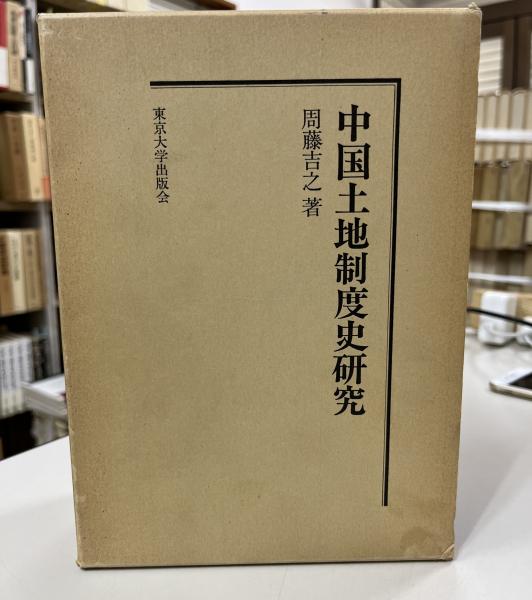 中国土地制度史研究
周藤吉之 著
東京大学出版会